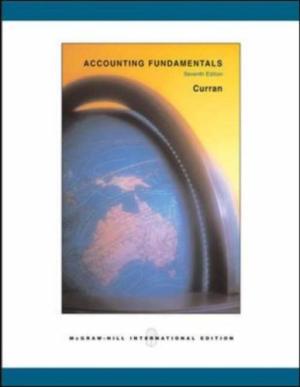 ACCOUNTING FUNDAMENTALS
Seventh Edition
Curran
McGRAW-HILL INTERNATIONAL EDITION